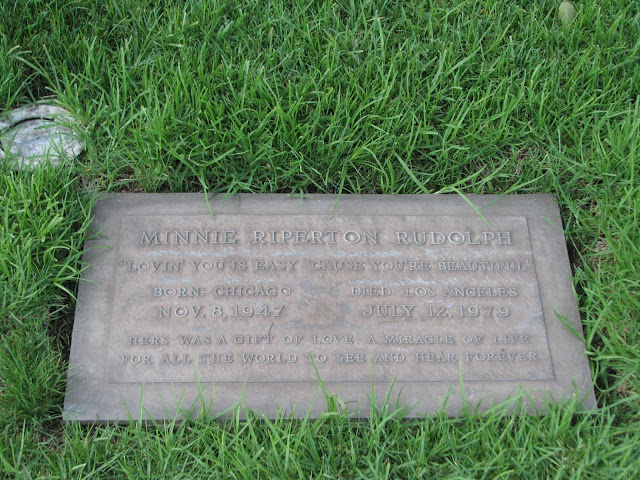 MINNIE RIPERTON RUDOLPH
"LOVIN' YOU IS EASY 'CAUSE YOU'RE BEAUTIFUL"
BORN: CHICAGO DIED: LOS ANGELES
NOV. 8, 1947 JULY 12, 1979
HERS WAS A GIFT OF LOVE, A MIRACLE OF LIFE
FOR ALL THE WORLD TO SEE AND HEAR FOREVER